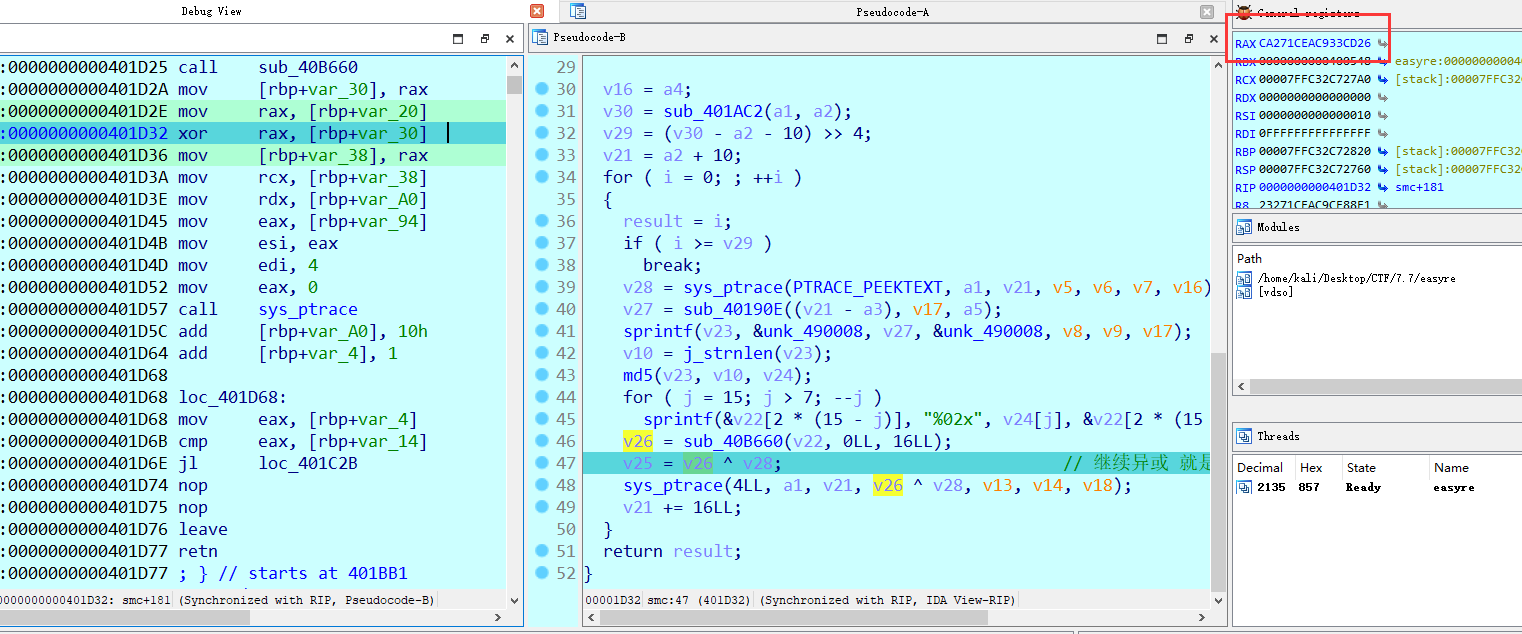 Debug View
:0000000000401D25 call    sub_40B660
:0000000000401D2A mov     [rbp+var_30], rax
:0000000000401D2E mov     rax, [rbp+var_20]
:0000000000401D32 xor     rax, [rbp+var_30]
:0000000000401D36 mov     [rbp+var_38], rax
:0000000000401D3A mov     rcx, [rbp+var_38]
:0000000000401D3E mov     rdx, [rbp+var_A0]
:0000000000401D45 mov     eax, [rbp+var_94]
:0000000000401D4B mov     esi, eax
:0000000000401D4D mov     edi, 4
:0000000000401D52 mov     eax, 0
:0000000000401D57 call    sys_ptrace
:0000000000401D5C add     [rbp+var_A0], 10h
:0000000000401D64 add     [rbp+var_4], 1
:0000000000401D68
:0000000000401D68 loc_401D68:
:0000000000401D68 mov     eax, [rbp+var_4]
:0000000000401D6B cmp     eax, [rbp+var_14]
:0000000000401D6E jl      loc_401C2B
:0000000000401D74 nop
:0000000000401D75 nop
:0000000000401D76 leave
:0000000000401D77 retn
:0000000000401D77 ; } // starts at 401BB1
0000000000401D32: smc+181 (Synchronized with RIP, Pseudocode-B)
Pseudocode-A
Pseudocode-B
29
30 v16 = a4;
31 v30 = sub_401AC2(a1, a2);
32 v29 = (v30 - a2 - 10) >> 4;
33 v21 = a2 + 10;
34 for ( i = 0; ; ++i )
35 {
36 result = i;
37 if ( i >= v29 )
38 break;
39 v28 = sys_ptrace(PTRACE_PEEKTEXT, a1, v21, v5, v6, v7, v16)
40 v27 = sub_40190E((v21 - a3), v17, a5);
41 sprintf(v23, &unk_490008, v27, &unk_490008, v8, v9, v17);
42 v10 = j_strnlen(v23);
43 md5(v23, v10, v24);
44 for ( j = 15; j > 7; --j )
45 sprintf(&v22[2 * (15 - j)], "%02x", v24[j], &v22[2 * (15
46 v26 = sub_40B660(v22, 0LL, 16LL);
47 v25 = v26 ^ v28; // 继续异或 就是
48 sys_ptrace(4LL, a1, v21, v26 ^ v28, v13, v14, v18);
49 v21 += 16LL;
50 }
51 return result;
52 }
00001D32 smc:47 (401D32) (Synchronized with RIP, IDA View-RIP)
General registers
RAX CA271CEAC933CD26
RBX 0000000000400548 easyre:00000000004
RCX 00007FFC32C727A0 [stack]:00007FFC32
RDX 0000000000000000
RSI 0000000000000010
RDI 0FFFFFFFFFFFFFFF
RBP 00007FFC32C72820 [stack]:00007FFC32
RSP 00007FFC32C72760 [stack]:00007FFC32
RIP 0000000000401D32 smc+181
R8 23271CEAC9CE88E1
Modules
Path
/home/kali/Desktop/CTF/7.7/easyre
[vdso]
Threads
Decimal Hex State Name
2135 857 Ready easyre